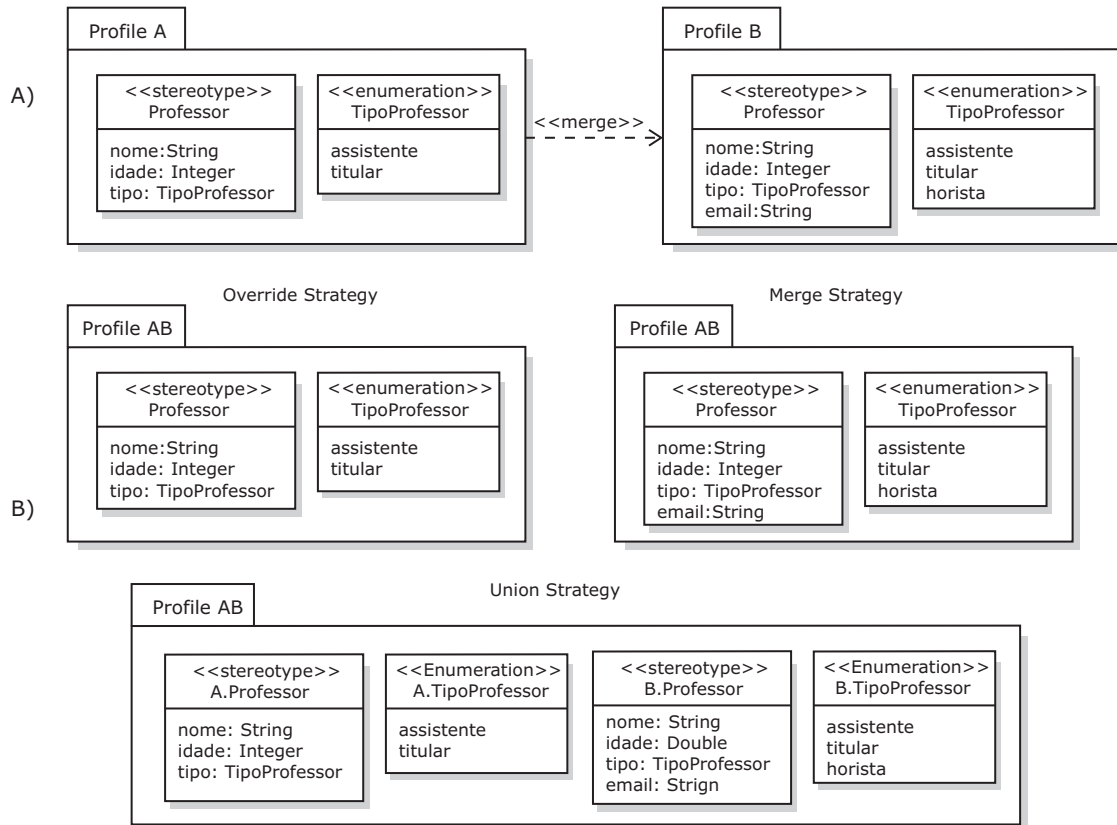 A)
Profile A
<<stereotype>>
Professor
nome:String
idade: Integer
tipo: TipoProfessor
<<enumeration>>
TipoProfessor
assistente
titular
<<merge>>
Profile B
<<stereotype>>
Professor
nome:String
idade: Integer
tipo: TipoProfessor
email:String
<<enumeration>>
TipoProfessor
assistente
titular
horista
B)
Override Strategy
Profile AB
<<stereotype>>
Professor
nome:String
idade: Integer
tipo: TipoProfessor
<<enumeration>>
TipoProfessor
assistente
titular
Merge Strategy
Profile AB
<<stereotype>>
Professor
nome:String
idade: Integer
tipo: TipoProfessor
email:String
<<enumeration>>
TipoProfessor
assistente
titular
horista
Union Strategy
Profile AB
<<stereotype>>
A.Professor
nome: String
idade: Integer
tipo: TipoProfessor
<<Enumeration>>
A.TipoProfessor
assistente
titular
<<stereotype>>
B.Professor
nome: String
idade: Double
tipo: TipoProfessor
email: Strign
<<Enumeration>>
B.TipoProfessor
assistente
titular
horista